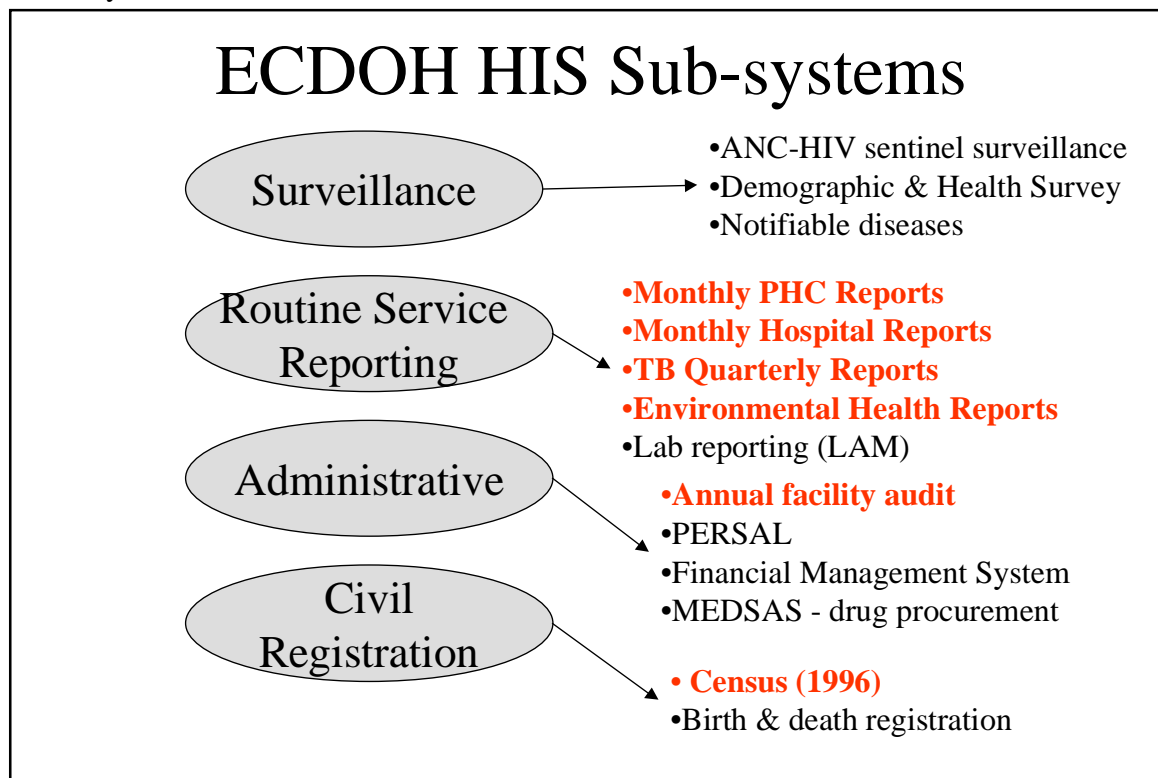 ECDOH HIS Sub-systems
Surveillance
•ANC-HIV sentinel surveillance
•Demographic & Health Survey
•Notifiable diseases
Routine Service
Reporting
•Monthly PHC Reports
•Monthly Hospital Reports
•TB Quarterly Reports
•Environmental Health Reports
•Lab reporting (LAM)
Administrative
•Annual facility audit
•PERSAL
•Financial Management System
•MEDSAS - drug procurement
Civil
Registration
• Census (1996)
•Birth & death registration